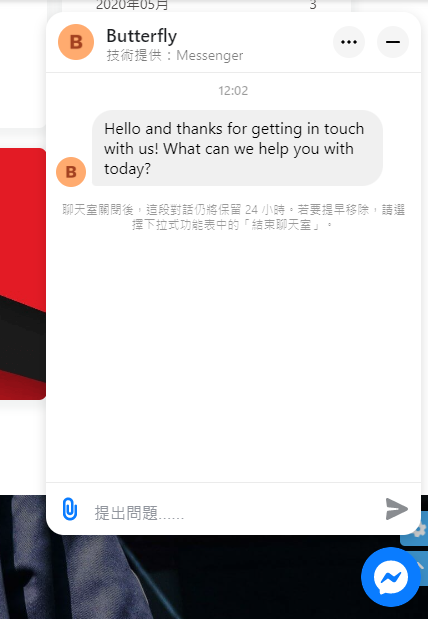 2020年05月 3
B Butterfly
技術提供：Messenger
12:02
Hello and thanks for getting in touch
with us! What can we help you with
today?
B
聊天室關閉後，這段對話仍將保留 24 小時。若要提早移除，請選
擇下拉式功能表中的「結束聊天室」。
提出問題......